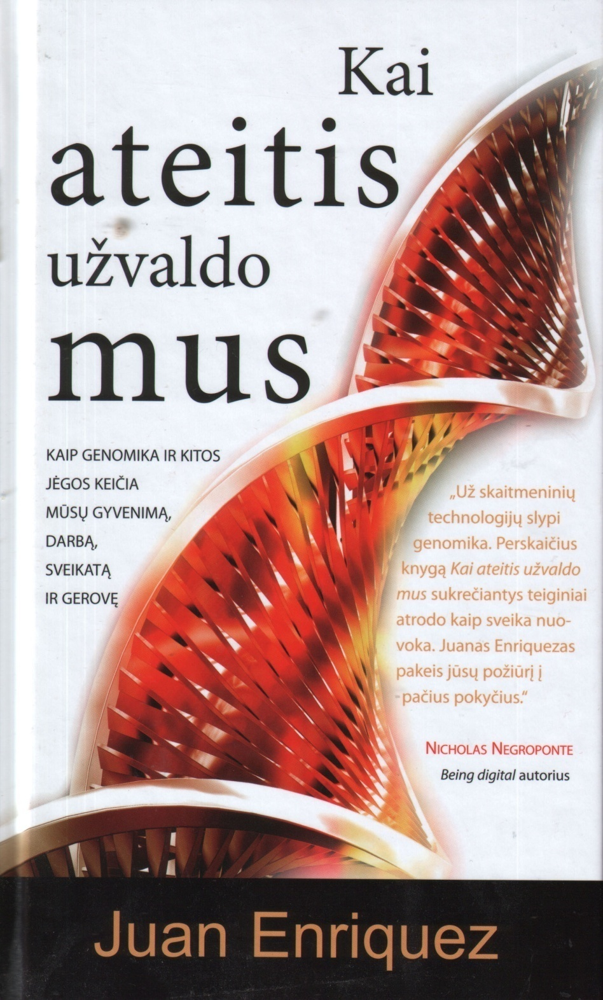 Kai
ateitis
užvaldo
mus
KAIP GENOMIKA IR KITOS
JĖGOS KEIČIA
MŪSŲ GYVENIMĄ,
DARBĄ,
SVEIKATĄ
IR GEROVĘ
„Už skaitmeninių
technologijų slypi
genomika. Perskaičius
knygą Kai ateitis užvaldo
mus sukrečiantys teiginiai
atrodo kaip sveika nuo-
voka. Juanas Enriquezas
pakeis jūsų požiūrį į
pačius pokyčius.“
NICHOLAS NEGROPONTE
Being digital autorius
Juan Enriquez